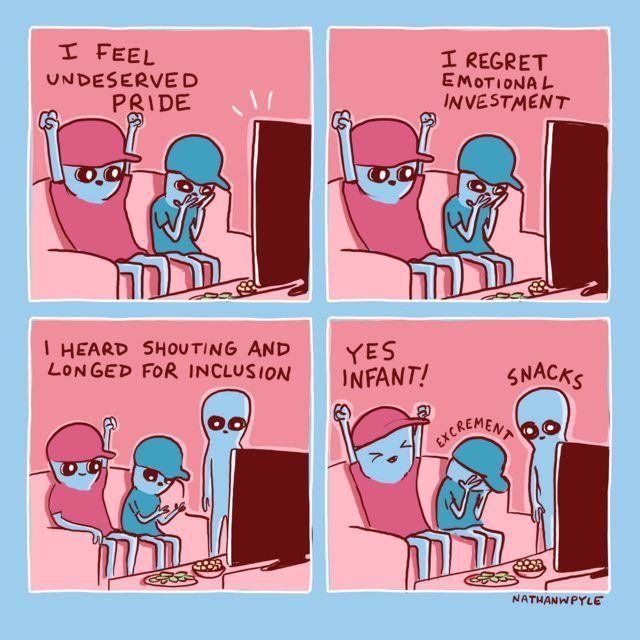 I FEEL
UNDESERVED
PRIDE
I REGRET
EMOTIONAL
INVESTMENT
I HEARD SHOUTING AND
LONGED FOR INCLUSION
YES
INFANT!
EXCREMENT
SNACKS
NATHANWPYLE